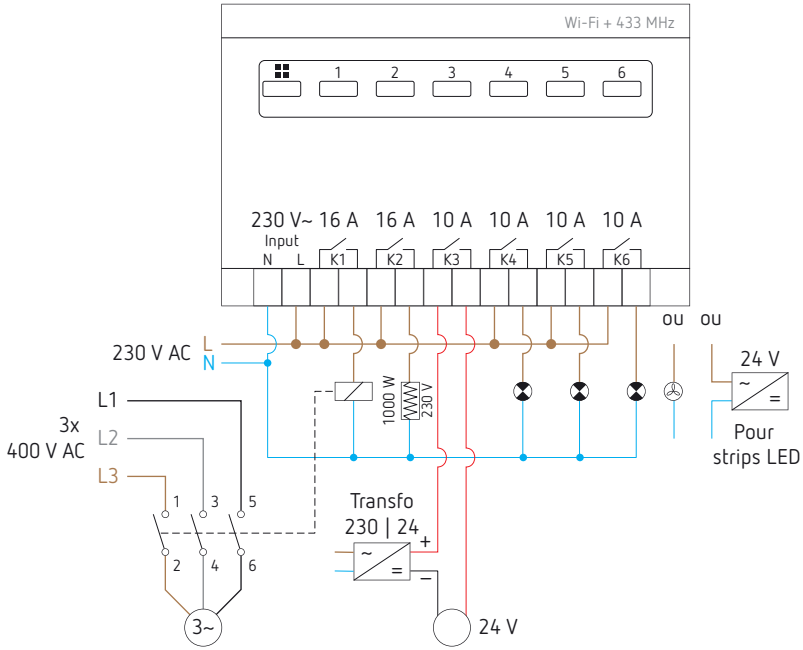 Wi-Fi + 433 MHz
1 2 3 4 5 6
230 V~ 16 A 16 A 10 A 10 A 10 A 10 A
Input
N L K1 K2 K3 K4 K5 K6
ou ou
L
230 V AC
N
24 V
~
=
1000 W
230 V
L1
3x
400 V AC
L2
L3
Pour
strips LED
1 3 5
2 4 6
Transfo
230 | 24
+
~
=
−
3~
24 V